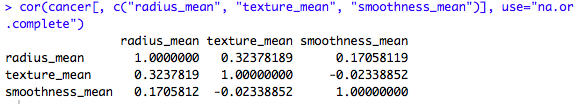 > cor(cancer[, c("radius_mean", "texture_mean", "smoothness_mean")], use="na.or
.complete")
radius_mean texture_mean smoothness_mean
radius_mean 1.0000000 0.32378189 0.17058119
texture_mean 0.3237819 1.00000000 -0.02338852
smoothness_mean 0.1705812 -0.02338852 1.00000000